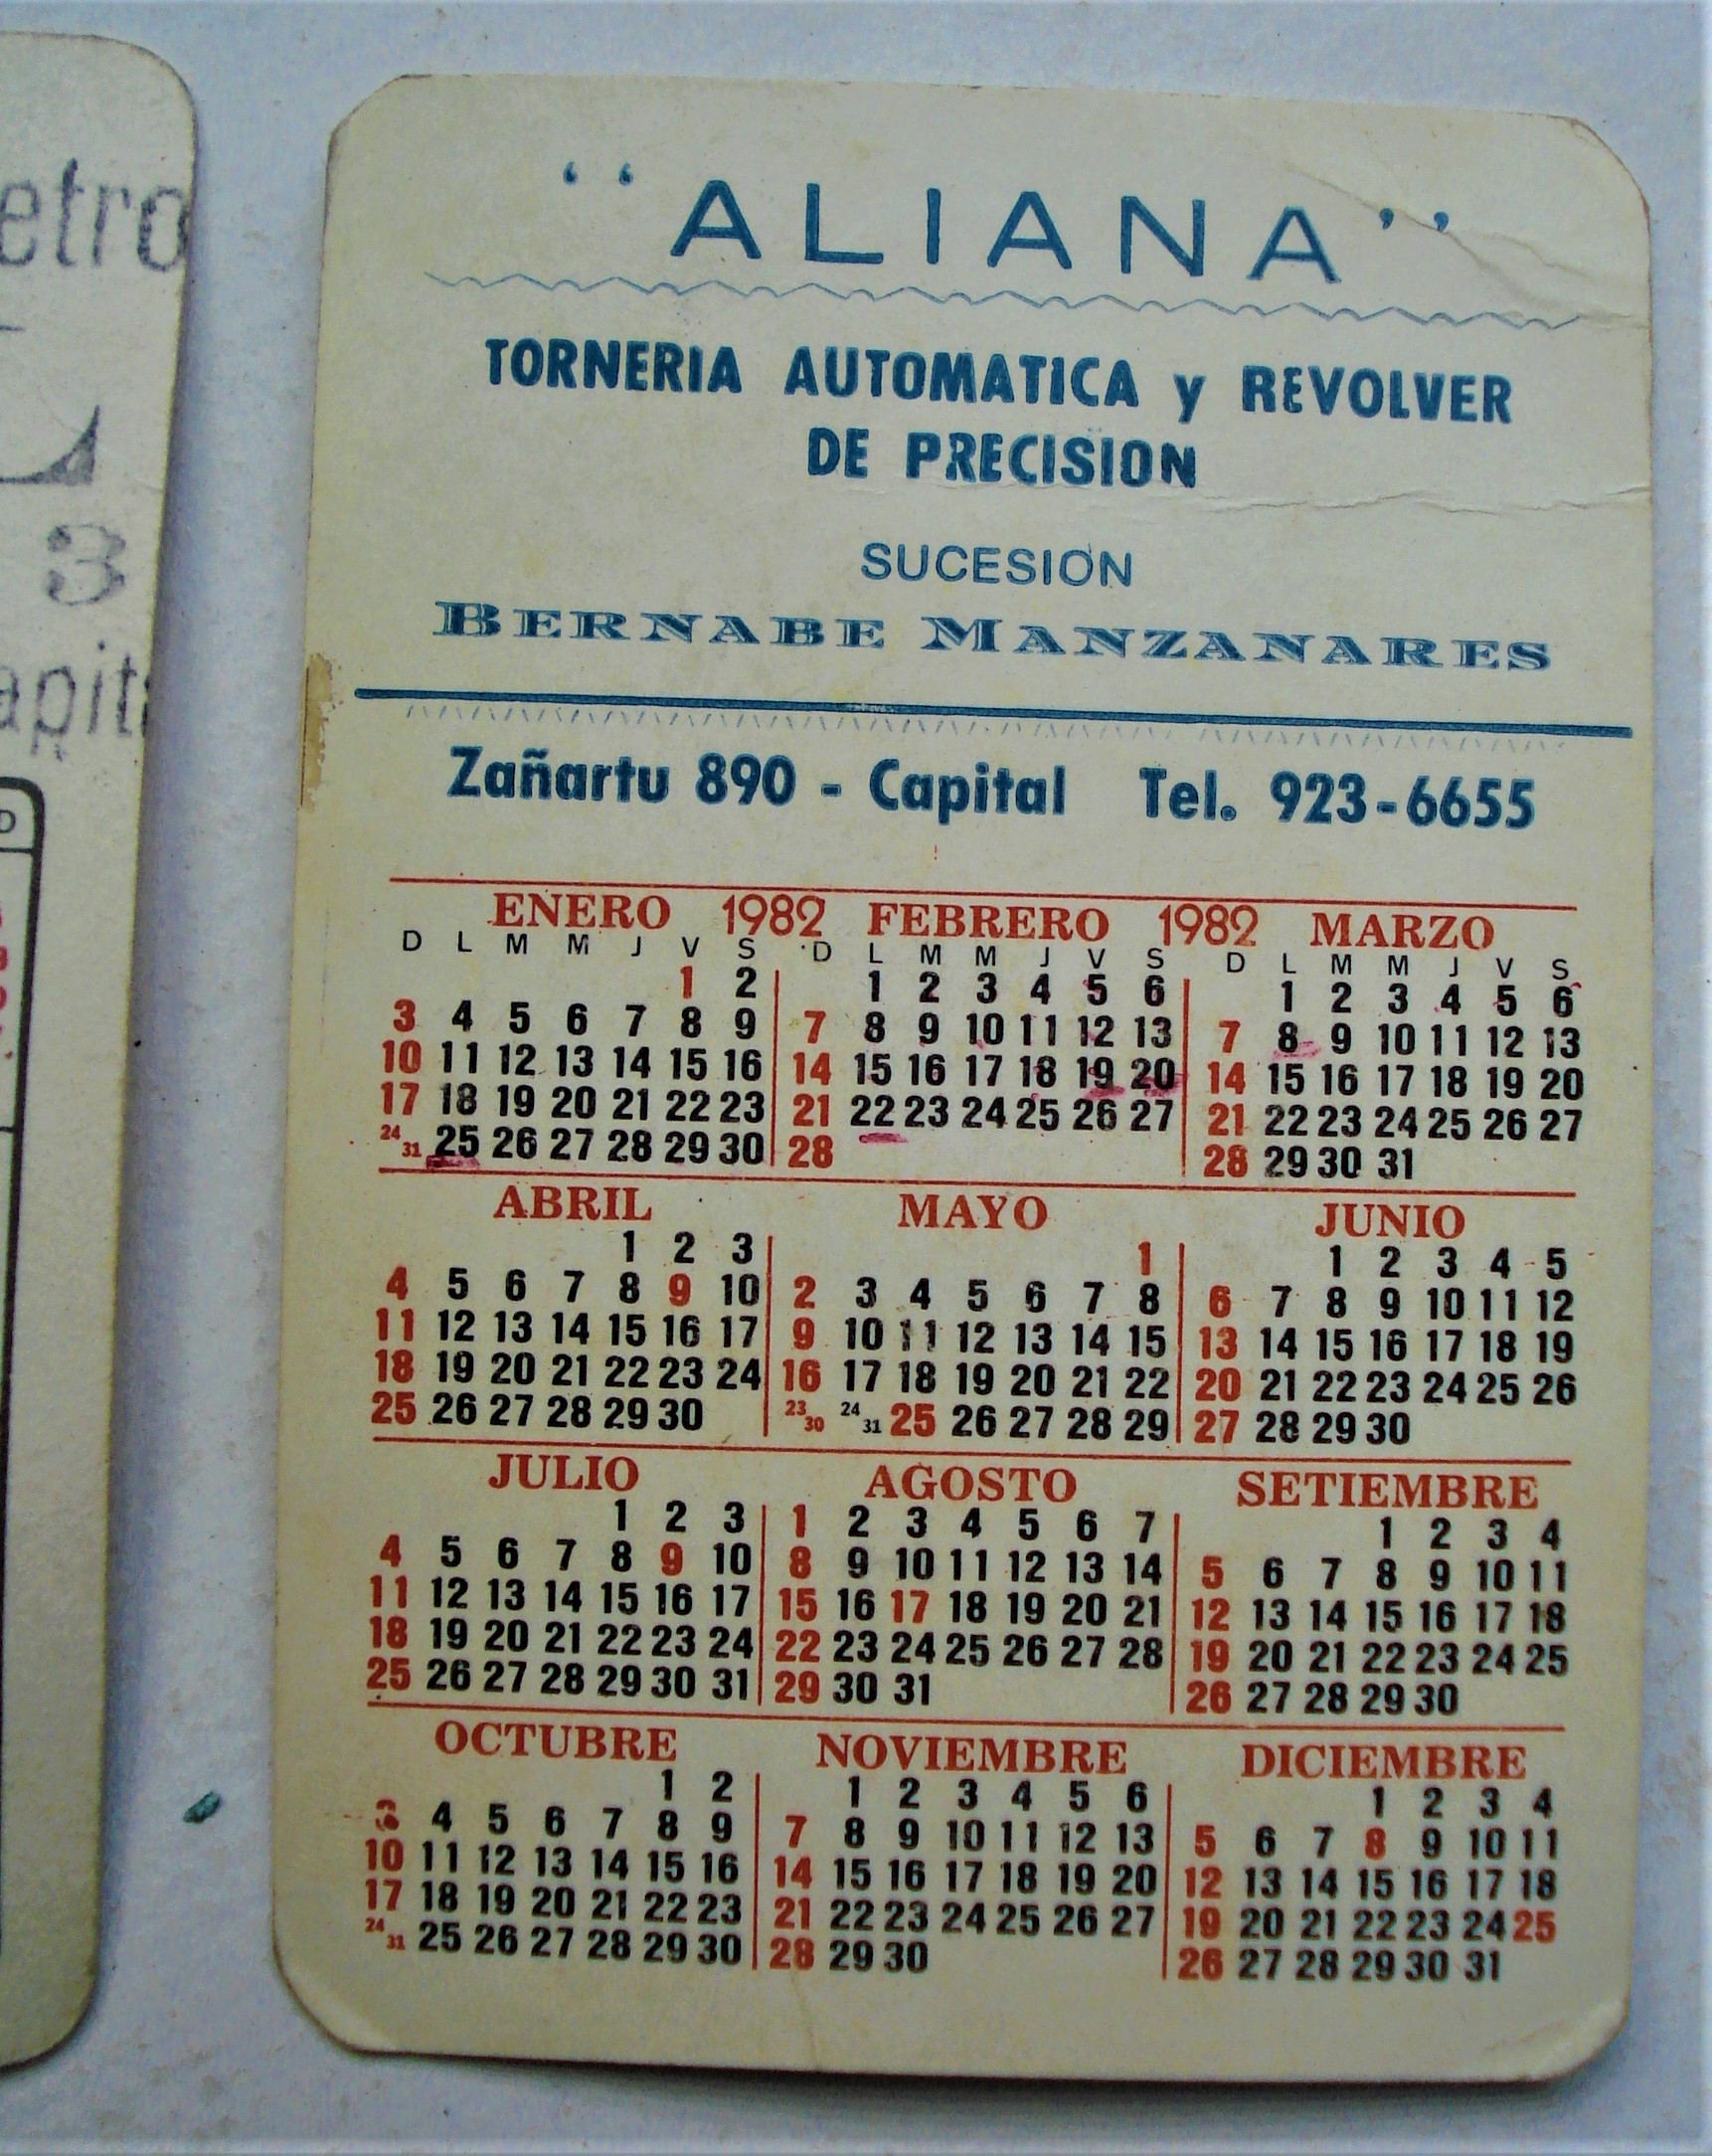 etro
3
apit
D
‘‘ALIANA’’
TORNERIA AUTOMATICA y REVOLVER
DE PRECISION
SUCESION
BERNABE MANZANARES
Zañartu 890 - Capital Tel. 923-6655
ENERO 1982 FEBRERO 1982 MARZO
D L M M J V S D L M M J V S D L M M J V S
1 2 1 2 3 4 5 6 1 2 3 4 5 6
3 4 5 6 7 8 9 7 8 9 10 11 12 13 7 8 9 10 11 12 13
10 11 12 13 14 15 16 14 15 16 17 18 19 20 14 15 16 17 18 19 20
17 18 19 20 21 22 23 21 22 23 24 25 26 27 21 22 23 24 25 26 27
24 31 25 26 27 28 29 30 28 28 29 30 31
ABRIL MAYO JUNIO
1 2 3 1 1 2 3 4 5
4 5 6 7 8 9 10 2 3 4 5 6 7 8 6 7 8 9 10 11 12
11 12 13 14 15 16 17 9 10 11 12 13 14 15 13 14 15 16 17 18 19
18 19 20 21 22 23 24 16 17 18 19 20 21 22 20 21 22 23 24 25 26
25 26 27 28 29 30 23 30 24 31 25 26 27 28 29 27 28 29 30
JULIO AGOSTO SETIEMBRE
1 2 3 1 2 3 4 5 6 7 1 2 3 4
4 5 6 7 8 9 10 8 9 10 11 12 13 14 5 6 7 8 9 10 11
11 12 13 14 15 16 17 15 16 17 18 19 20 21 12 13 14 15 16 17 18
18 19 20 21 22 23 24 22 23 24 25 26 27 28 19 20 21 22 23 24 25
25 26 27 28 29 30 31 29 30 31 26 27 28 29 30
OCTUBRE NOVIEMBRE DICIEMBRE
1 2 1 2 3 4 5 6 1 2 3 4
3 4 5 6 7 8 9 7 8 9 10 11 12 13 5 6 7 8 9 10 11
10 11 12 13 14 15 16 14 15 16 17 18 19 20 12 13 14 15 16 17 18
17 18 19 20 21 22 23 21 22 23 24 25 26 27 19 20 21 22 23 24 25
24 31 25 26 27 28 29 30 28 29 30 26 27 28 29 30 31